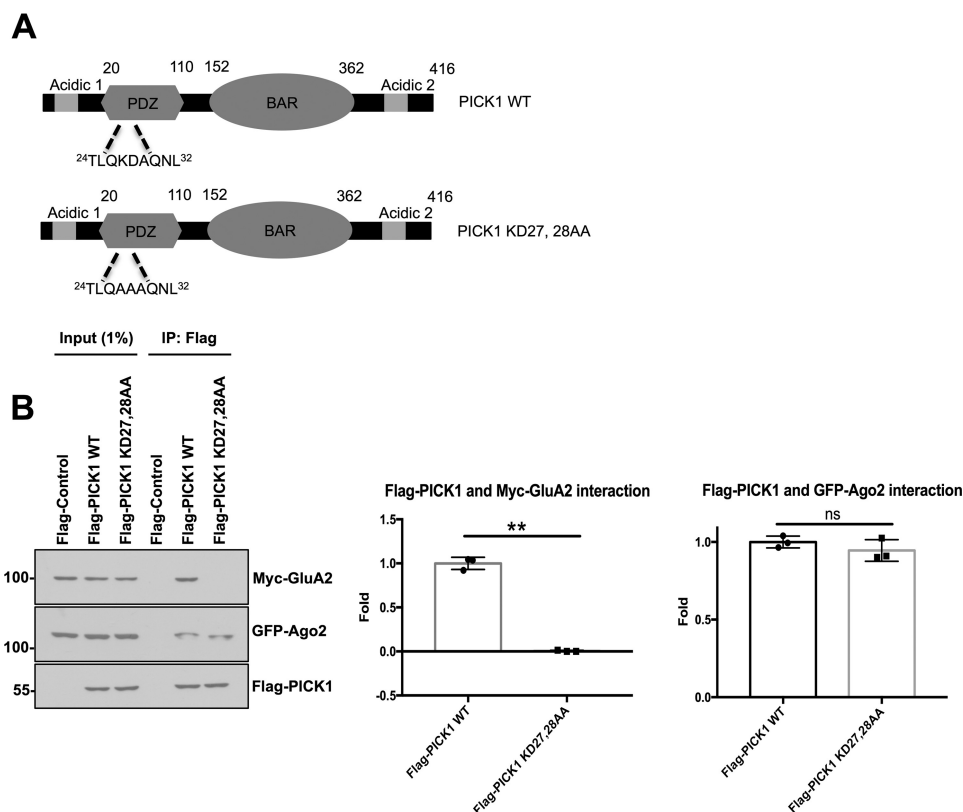 A
20 110 152 362 416
Acidic 1 PDZ BAR Acidic 2 PICK1 WT
²⁴TLQKDAQNL³²
20 110 152 362 416
Acidic 1 PDZ BAR Acidic 2 PICK1 KD27, 28AA
²⁴TLQAAAQNL³²
Input (1%) IP: Flag
B
Flag-Control
Flag-PICK1 WT
Flag-PICK1 KD27,28AA
Flag-Control
Flag-PICK1 WT
Flag-PICK1 KD27,28AA
100- Myc-GluA2
100- GFP-Ago2
55- Flag-PICK1
Flag-PICK1 and Myc-GluA2 interaction
**
Fold
1.5
1.0
0.5
0.0
-0.5
Flag-PICK1 WT
Flag-PICK1 KD27,28AA
Flag-PICK1 and GFP-Ago2 interaction
ns
Fold
1.0
0.5
0.0
Flag-PICK1 WT
Flag-PICK1 KD27,28AA